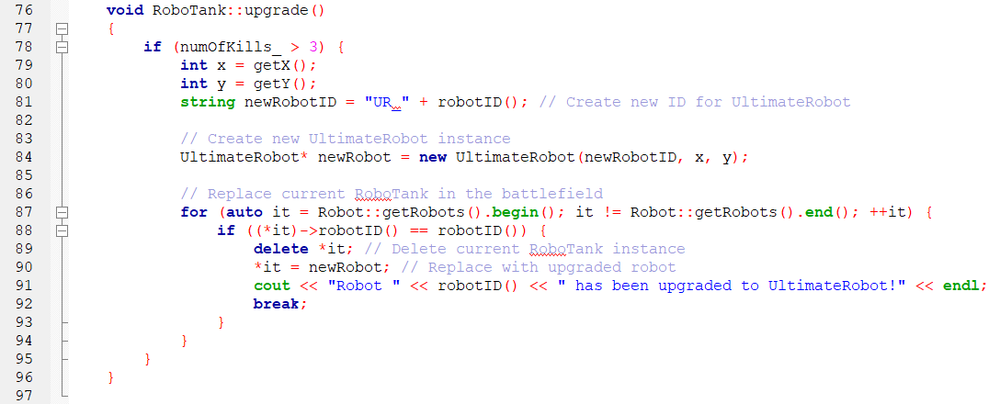 76 void RoboTank::upgrade()
77 {
78 if (numOfKills_ > 3) {
79 int x = getX();
80 int y = getY();
81 string newRobotID = "UR_" + robotID(); // Create new ID for UltimateRobot
82
83 // Create new UltimateRobot instance
84 UltimateRobot* newRobot = new UltimateRobot(newRobotID, x, y);
85
86 // Replace current RoboTank in the battlefield
87 for (auto it = Robot::getRobots().begin(); it != Robot::getRobots().end(); ++it) {
88 if ((*it)->robotID() == robotID()) {
89 delete *it; // Delete current RoboTank instance
90 *it = newRobot; // Replace with upgraded robot
91 cout << "Robot " << robotID() << " has been upgraded to UltimateRobot!" << endl;
92 break;
93 }
94 }
95 }
96 }
97